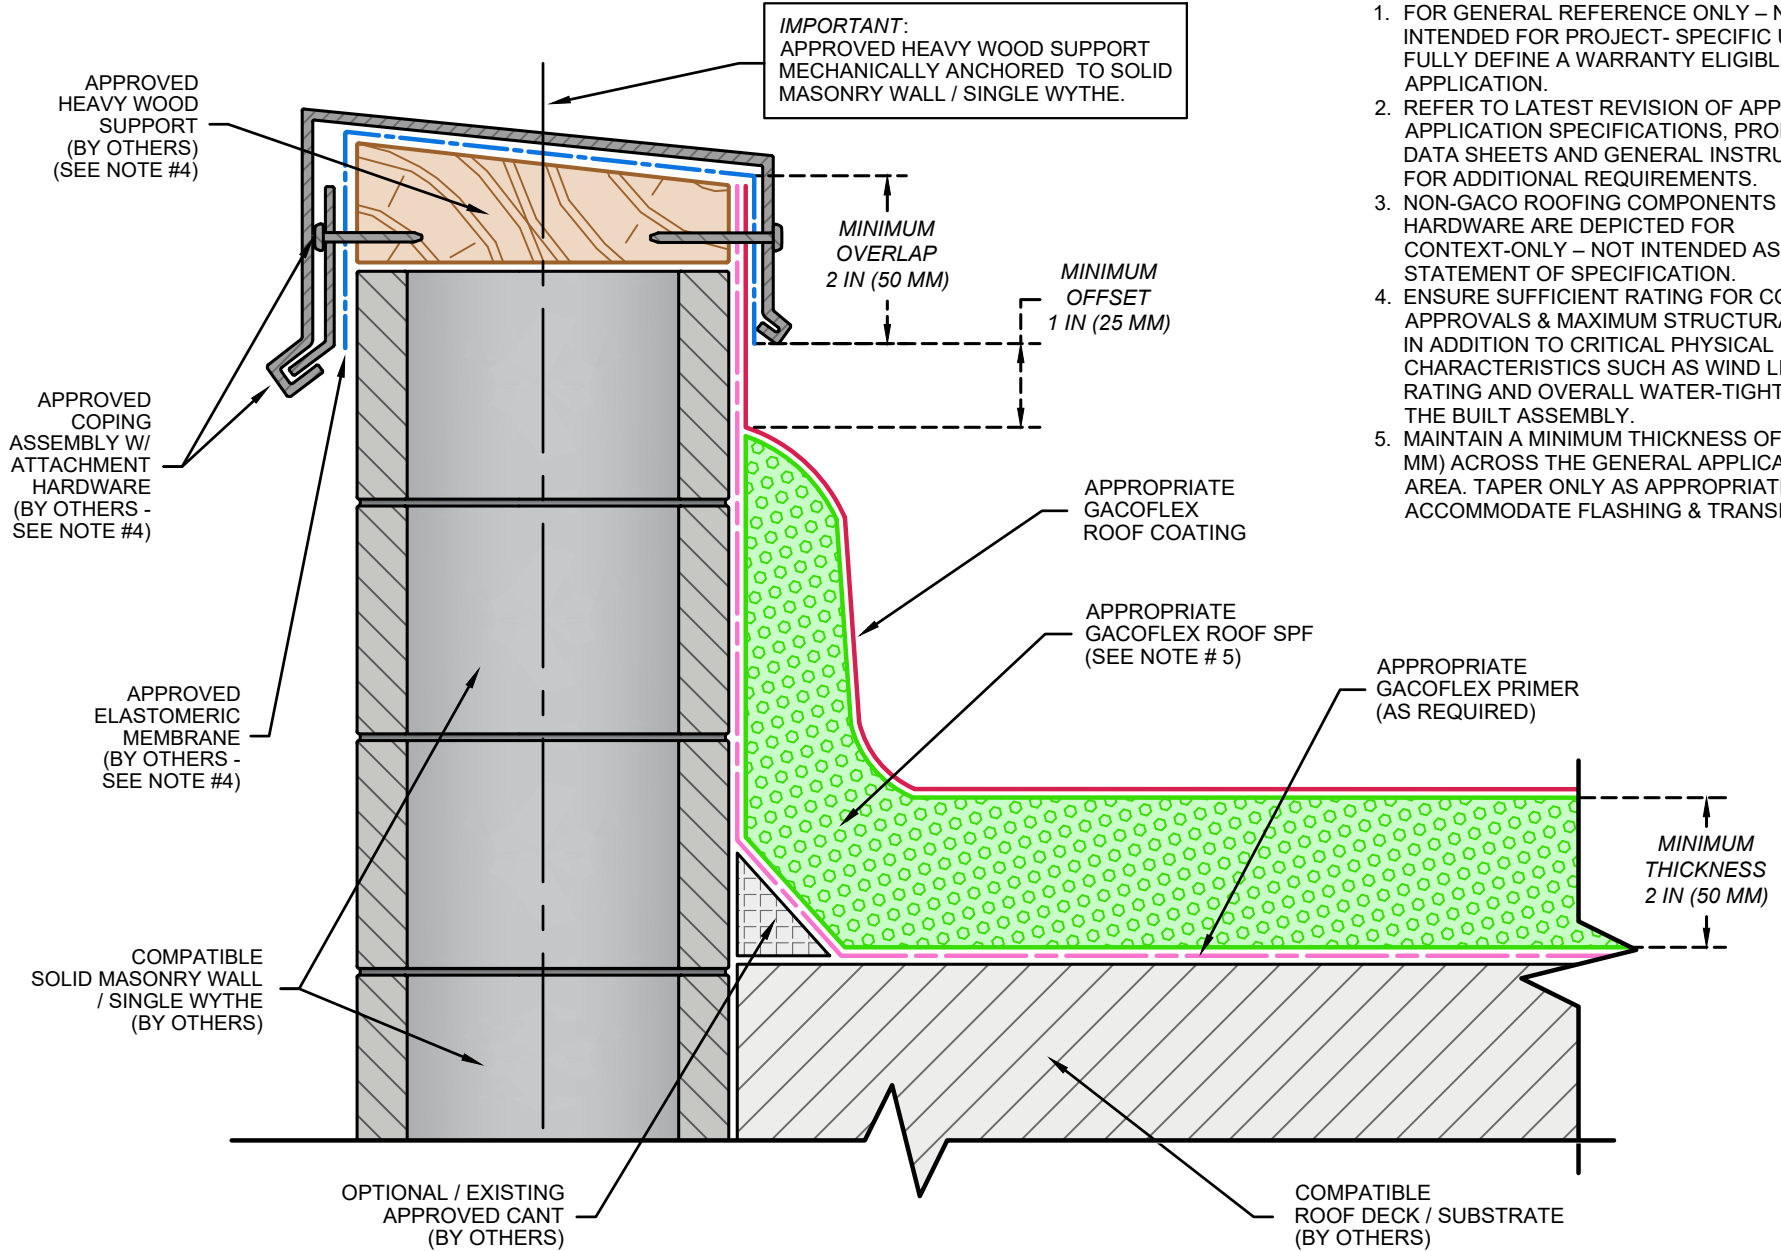 IMPORTANT:
APPROVED HEAVY WOOD SUPPORT
MECHANICALLY ANCHORED TO SOLID
MASONRY WALL / SINGLE WYTHE.
APPROVED
HEAVY WOOD
SUPPORT
(BY OTHERS)
(SEE NOTE #4)
MINIMUM
OVERLAP
2 IN (50 MM)
MINIMUM
OFFSET
1 IN (25 MM)
APPROVED
COPING
ASSEMBLY W/
ATTACHMENT
HARDWARE
(BY OTHERS -
SEE NOTE #4)
APPROPRIATE
GACOFLEX
ROOF COATING
APPROPRIATE
GACOFLEX ROOF SPF
(SEE NOTE # 5)
APPROPRIATE
GACOFLEX PRIMER
(AS REQUIRED)
APPROVED
ELASTOMERIC
MEMBRANE
(BY OTHERS -
SEE NOTE #4)
MINIMUM
THICKNESS
2 IN (50 MM)
COMPATIBLE
SOLID MASONRY WALL
/ SINGLE WYTHE
(BY OTHERS)
OPTIONAL / EXISTING
APPROVED CANT
(BY OTHERS)
COMPATIBLE
ROOF DECK / SUBSTRATE
(BY OTHERS)
1. FOR GENERAL REFERENCE ONLY –
INTENDED FOR PROJECT- SPECIFIC
FULLY DEFINE A WARRANTY
APPLICATION.
2. REFER TO LATEST REVISION OF
APPLICATION SPECIFICATIONS,
DATA SHEETS AND GENERAL
FOR ADDITIONAL REQUIREMENTS.
3. NON-GACO ROOFING COMPONENTS
HARDWARE ARE DEPICTED FOR
CONTEXT-ONLY – NOT INTENDED AS
STATEMENT OF SPECIFICATION.
4. ENSURE SUFFICIENT RATING FOR
APPROVALS & MAXIMUM
IN ADDITION TO CRITICAL PHYSICAL
CHARACTERISTICS SUCH AS WIND
RATING AND OVERALL
THE BUILT ASSEMBLY.
5. MAINTAIN A MINIMUM THICKNESS OF
MM) ACROSS THE GENERAL
AREA. TAPER ONLY AS
ACCOMMODATE FLASHING &